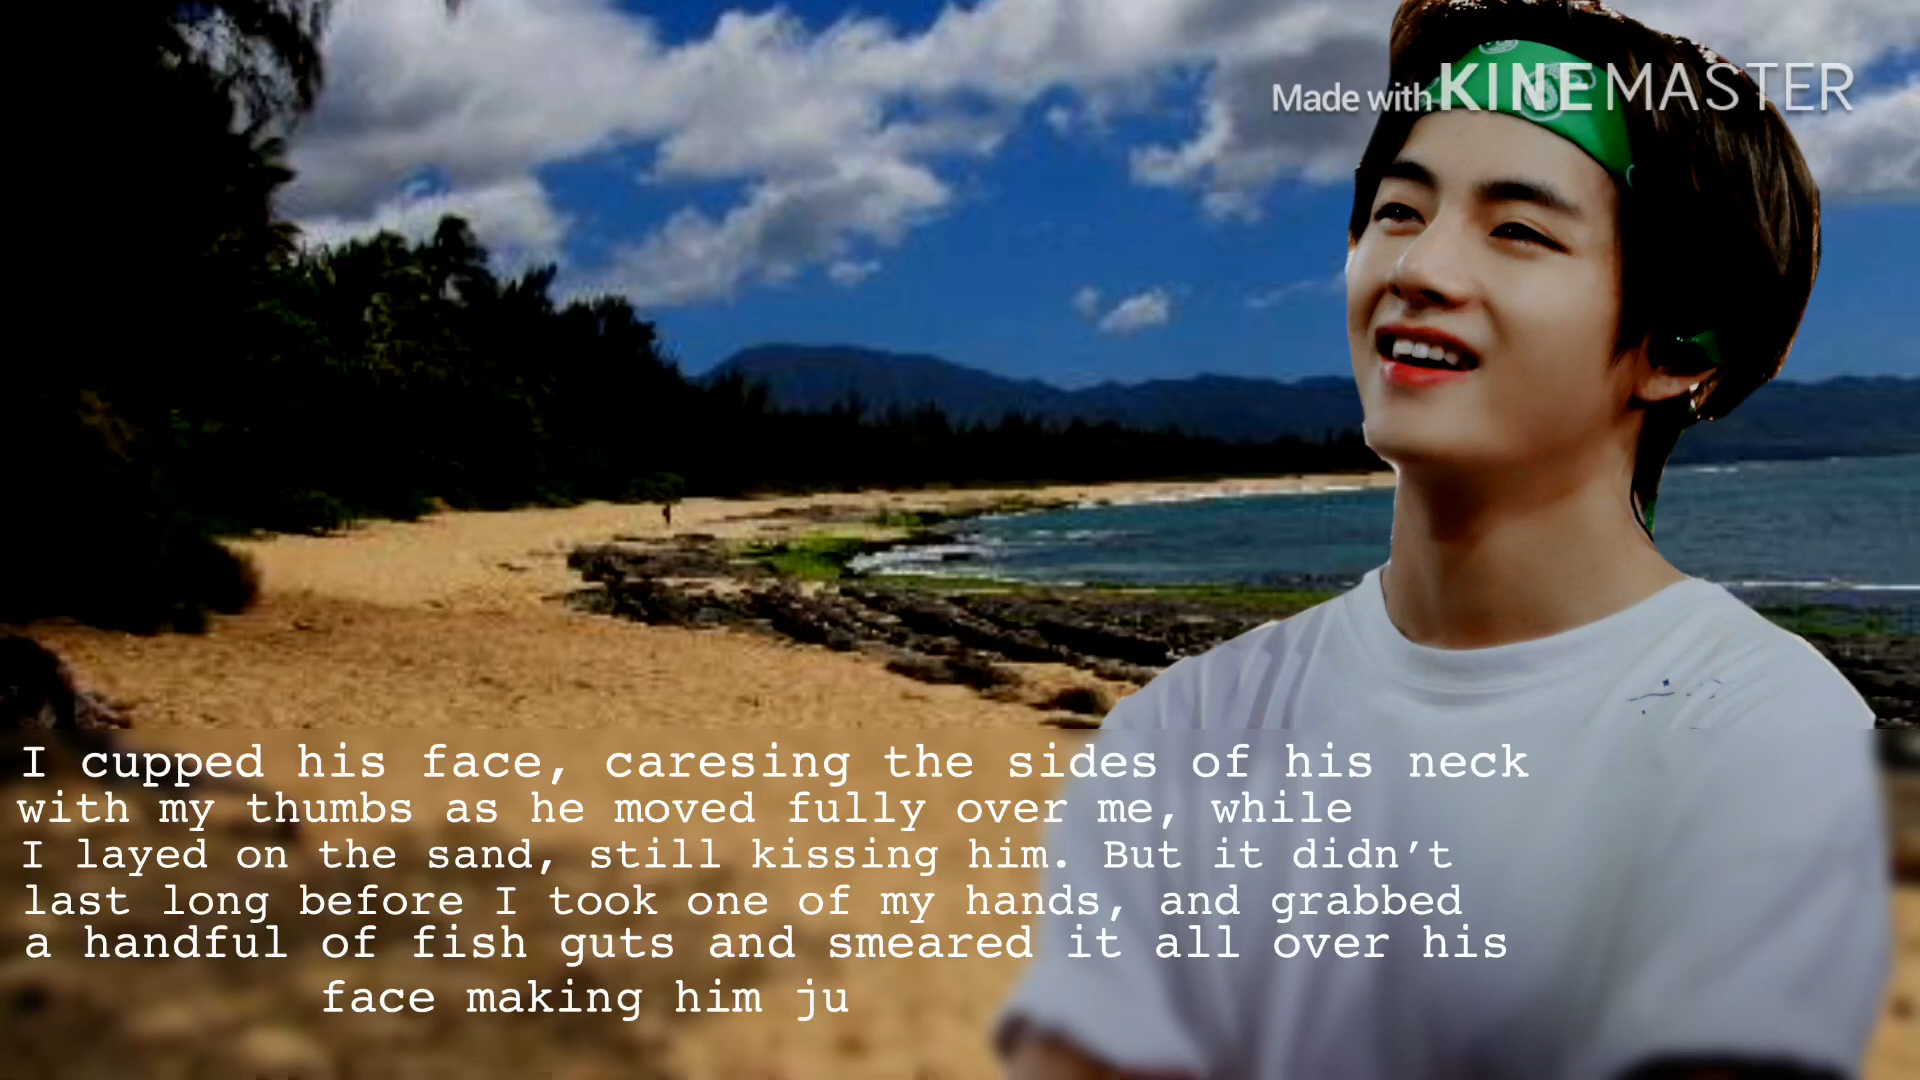 Made with KINEMASTER
I cupped his face, caresing the sides of his neck
with my thumbs as he moved fully over me, while
I layed on the sand, still kissing him. But it didn’t
last long before I took one of my hands, and grabbed
a handful of fish guts and smeared it all over his
face making him ju